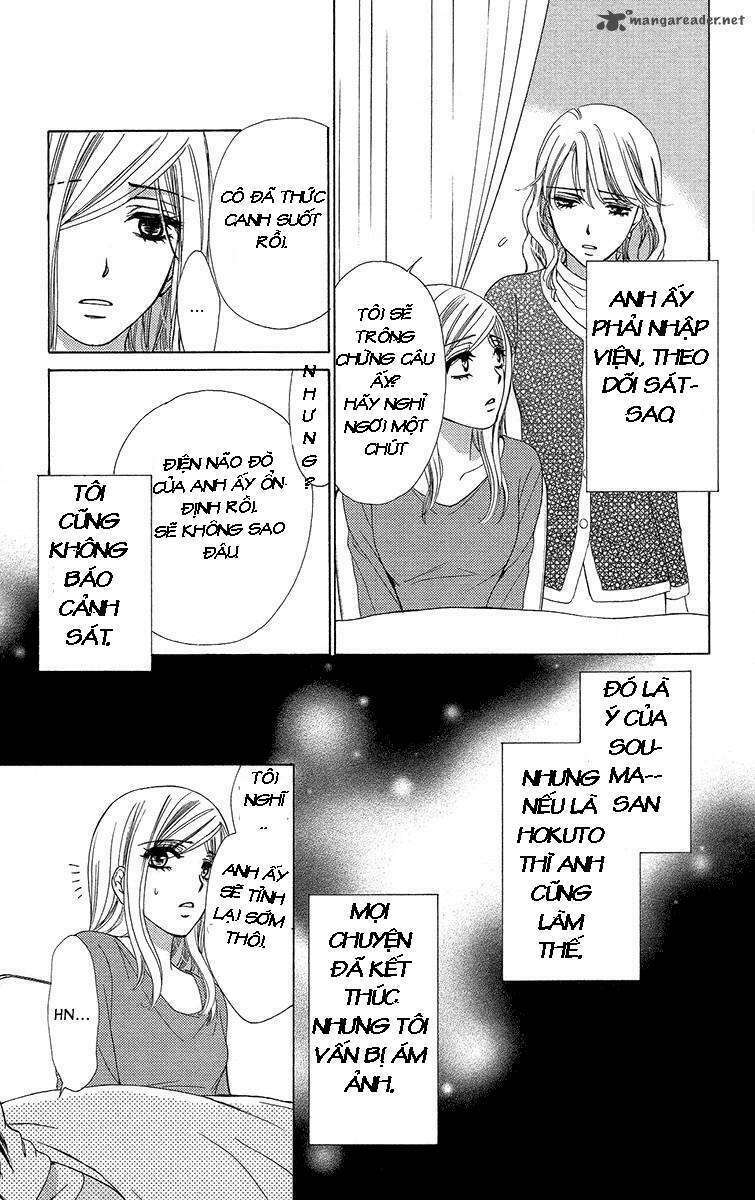 mangareader.net
ANH ẤY
PHẢI NHẬP
VIỆN, THEO
DÕI SÁT-
SAO.
TÔI SẼ
TRÔNG
CHỨNG CÂU
ẤY?
HÃY NGHỈ
NGƠI MỘT
CHÚT
CÔ ĐÃ THỨC
CANH SUỐT
RỒI.
...
NHƯNG?
ĐIỆN NÃO ĐỒ
CỦA ANH ẤY ỔN
ĐỊNH RỒI.
SẼ KHÔNG SAO
ĐÂU.
TÔI
CŨNG
KHÔNG
BÁO
CẢNH
SÁT.
ĐÓ LÀ
Ý CỦA
SOU-
MA--
SAN
NHƯNG
NẾU LÀ
HOKUTO
THÌ ANH
CŨNG
LÀM
THẾ.
MỌI
CHUYỆN
ĐÃ KẾT
THÚC
NHƯNG TÔI
VẤN BỊ ÁM
ẢNH.
TÔI
NGHĨ
..
ANH ẤY
SẼ TỈNH
LẠI SỚM
THÔI.
HN...